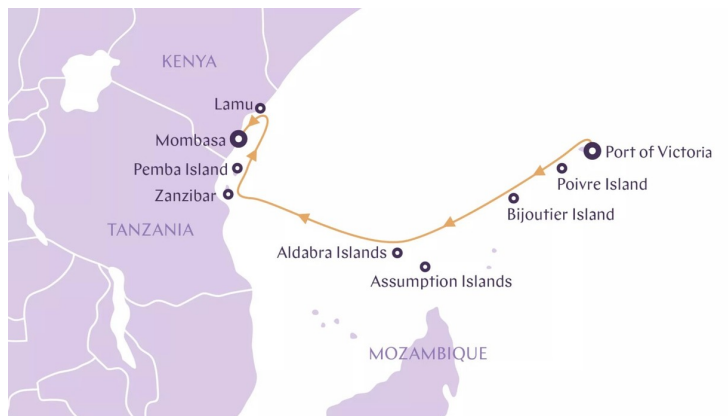 KENYA
Lamu
Mombasa
Port of Victoria
Pemba Island
Poivre Island
Zanzibar
Bijoutier Island
TANZANIA
Aldabra Islands
Assumption Islands
MOZAMBIQUE